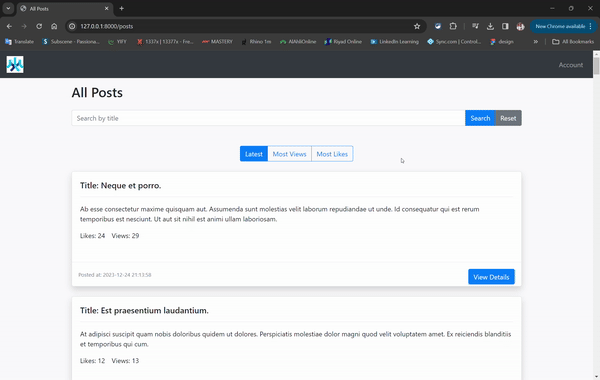 All Posts
127.0.0.1:8000/posts
New Chrome available
Translate
Subscene - Passiona...
YIFY
1337x | 13377x - Fre...
MASTERY
Rhino 1m
AlAhliOnline
Riyad Online
LinkedIn Learning
Sync.com | Control...
design
All Bookmarks
Account
All Posts
Search by title
Search
Reset
Latest
Most Views
Most Likes
Title: Neque et porro.
Ab esse consectetur maxime quisquam aut. Assumenda sunt molestias velit laborum repudiandae ut unde. Id consequatur qui est rerum
temporibus est nesciunt. Ut aut sit nihil est animi ullam laboriosam.
Likes: 24 Views: 29
Posted at: 2023-12-24 21:13:56
View Details
Title: Est praesentium laudantium.
At adipisci suscipit quam nobis doloribus quidem ut dolores. Perspiciatis molestiae dolor magni quod velit voluptatem amet. Ex reiciendis blanditiis
et temporibus qui cum.
Likes: 12 Views: 13